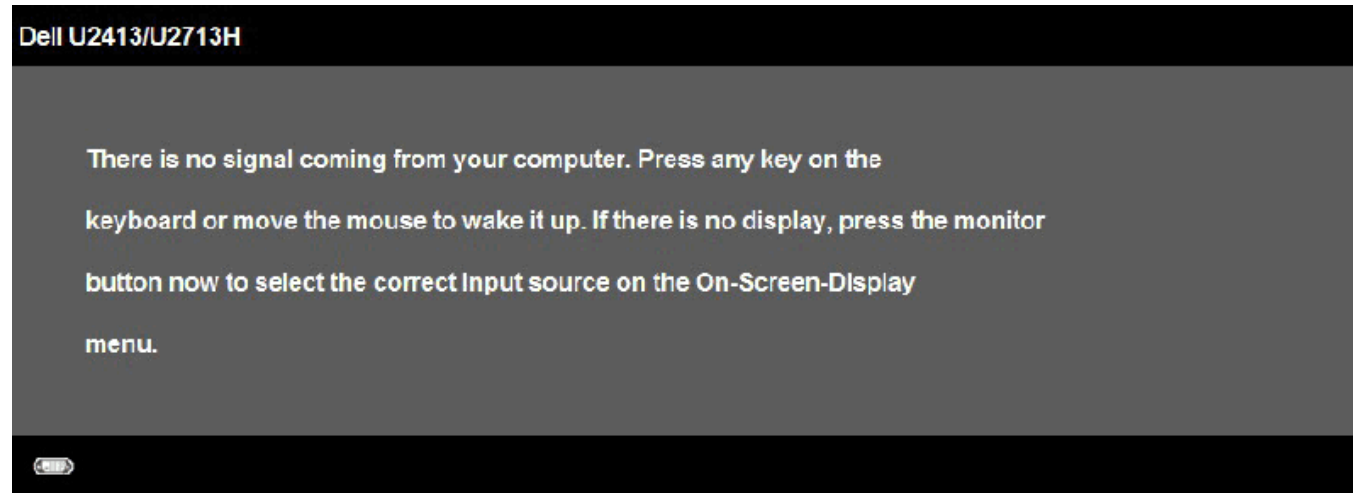 Dell U2413/U2713H
There is no signal coming from your computer. Press any key on the
keyboard or move the mouse to wake it up. If there is no display, press the monitor
button now to select the correct Input source on the On-Screen-Display
menu.